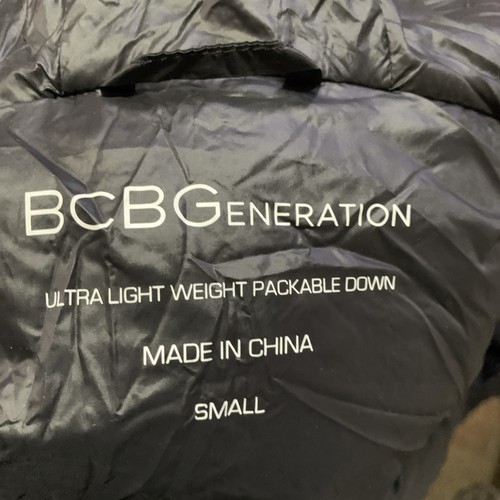 BCBGENERATION
ULTRA LIGHT WEIGHT PACKABLE DOWN
MADE IN CHINA
SMALL